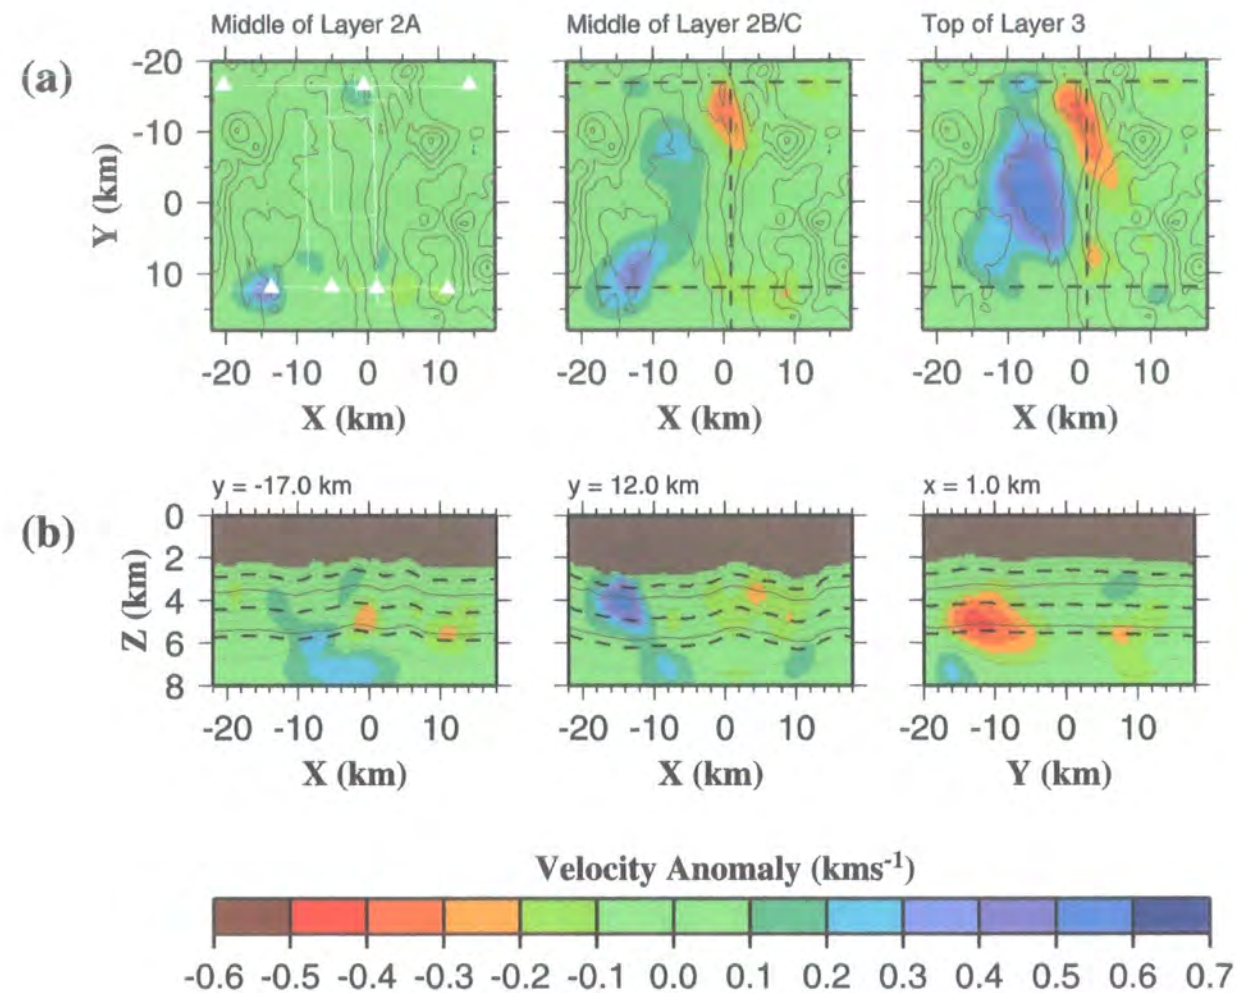 Middle of Layer 2A Middle of Layer 2B/C Top of Layer 3
(a)
-20
-10
0
10
Y (km)
-20 -10 0 10 -20 -10 0 10 -20 -10 0 10
X (km) X (km) X (km)
y = -17.0 km y = 12.0 km x = 1.0 km
(b)
0
2
4
6
8
Z (km)
-20 -10 0 10 -20 -10 0 10 -20 -10 0 10
X (km) X (km) Y (km)
Velocity Anomaly (kms⁻¹)
-0.6 -0.5 -0.4 -0.3 -0.2 -0.1 0.0 0.1 0.2 0.3 0.4 0.5 0.6 0.7